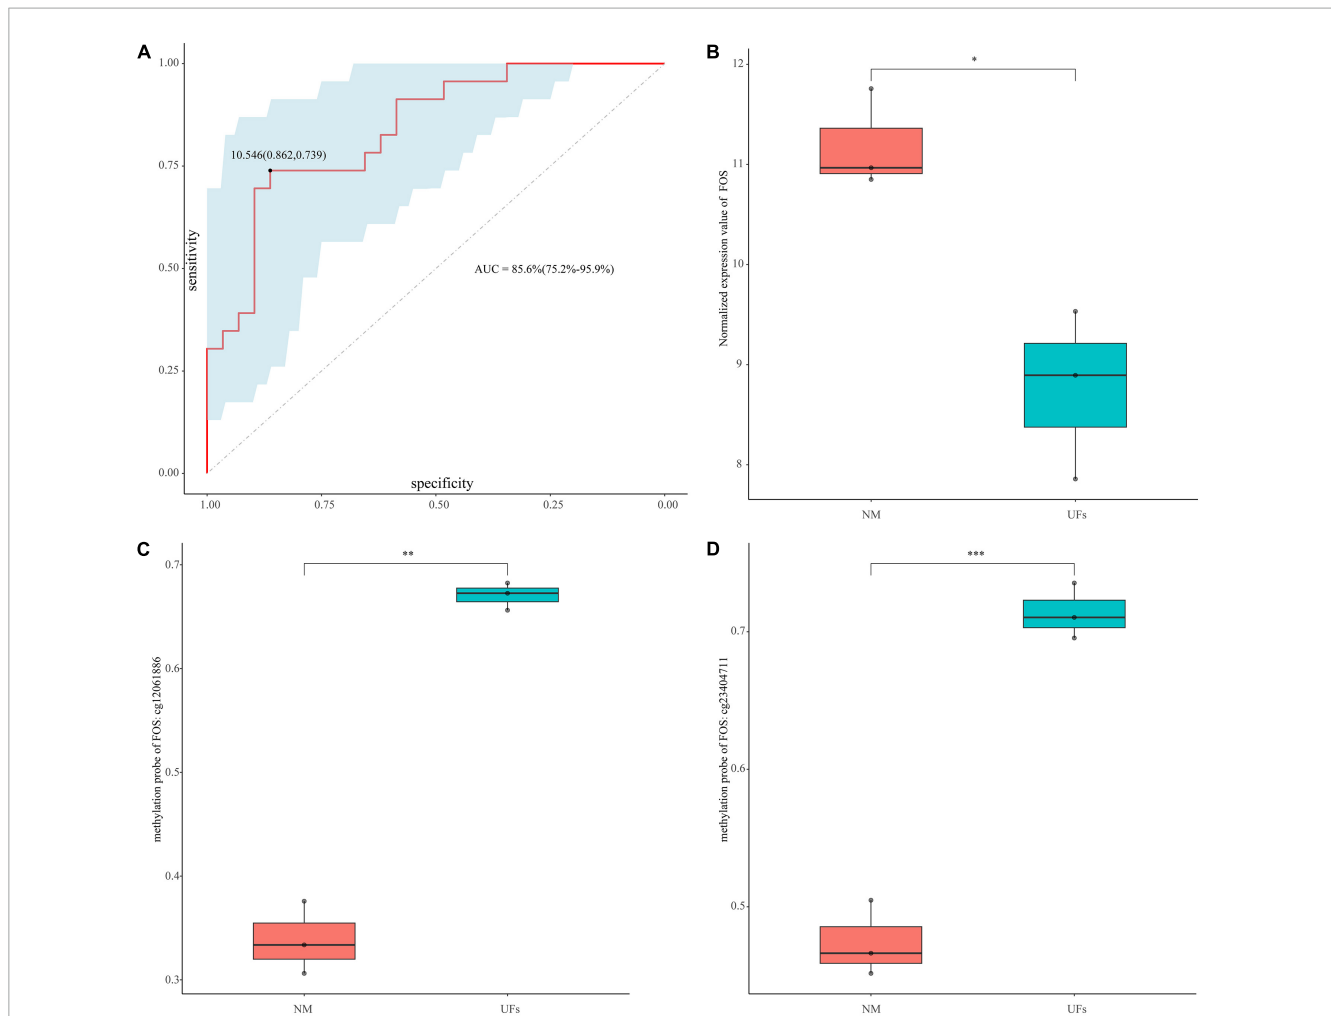 A
1.00
0.75
0.50
0.25
0.00
sensitivity
10.546(0.862,0.739)
AUC = 85.6%(75.2%-95.9%)
specificity
1.00
0.75
0.50
0.25
0.00
B
12
11
10
9
8
Normalized expression value of FOS
*
NM
UFs
C
0.7
0.6
0.5
0.4
0.3
methylation probe of FOS: cg12061886
**
NM
UFs
D
0.7
0.6
0.5
methylation probe of FOS: cg23404711
***
NM
UFs